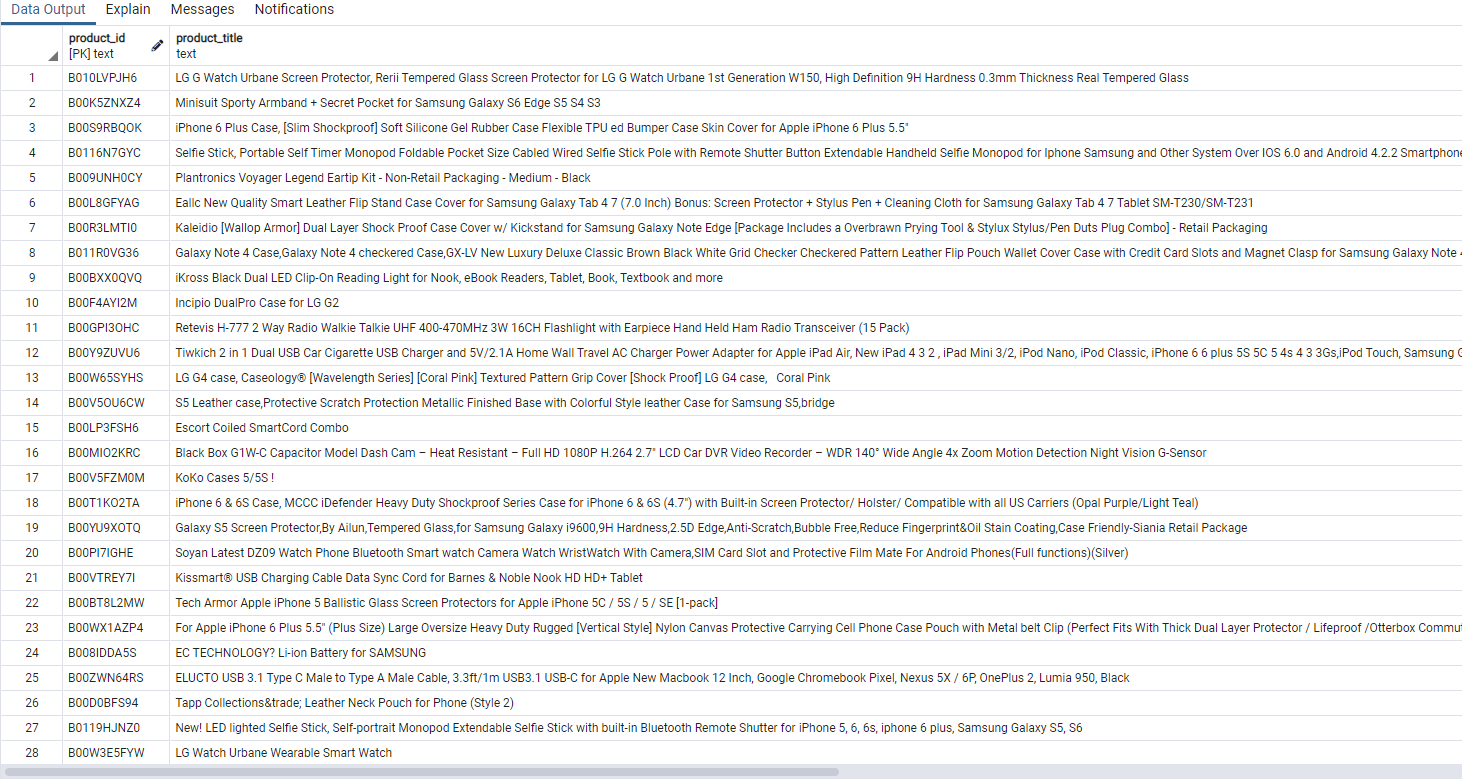 Data Output Explain Messages Notifications
product_id product_title
[PK] text text
1 B010LVPJH6 LG G Watch Urbane Screen Protector, Rerii Tempered Glass Screen Protector for LG G Watch Urbane 1st Generation W150, High Definition 9H Hardness 0.3mm Thickness Real Tempered Glass
2 B00K5ZNXZ4 Minisuit Sporty Armband + Secret Pocket for Samsung Galaxy S6 Edge S5 S4 S3
3 B00S9RBQOK iPhone 6 Plus Case, [Slim Shockproof] Soft Silicone Gel Rubber Case Flexible TPU ed Bumper Case Skin Cover for Apple iPhone 6 Plus 5.5"
4 B0116N7GYC Selfie Stick, Portable Self Timer Monopod Foldable Pocket Size Cabled Wired Selfie Stick Pole with Remote Shutter Button Extendable Handheld Selfie Monopod for Iphone Samsung and Other System Over IOS 6.0 and Android 4.2.2 Smartphone
5 B009UNH0CY Plantronics Voyager Legend Eartip Kit - Non-Retail Packaging - Medium - Black
6 B00L8GFYAG Eallc New Quality Smart Leather Flip Stand Case Cover for Samsung Galaxy Tab 4 7 (7.0 Inch) Bonus: Screen Protector + Stylus Pen + Cleaning Cloth for Samsung Galaxy Tab 4 7 Tablet SM-T230/SM-T231
7 B00R3LMTI0 Kaleidio [Wallop Armor] Dual Layer Shock Proof Case Cover w/ Kickstand for Samsung Galaxy Note Edge [Package Includes a Overbrawn Prying Tool & Stylux Stylus/Pen Duts Plug Combo] - Retail Packaging
8 B011R0VG36 Galaxy Note 4 Case,Galaxy Note 4 checkered Case,GX-LV New Luxury Deluxe Classic Brown Black White Grid Checker Checkered Pattern Leather Flip Pouch Wallet Cover Case with Credit Card Slots and Magnet Clasp for Samsung Galaxy Note 4
9 B00BXX0QVQ iKross Black Dual LED Clip-On Reading Light for Nook, eBook Readers, Tablet, Book, Textbook and more
10 B00F4AYI2M Incipio DualPro Case for LG G2
11 B00GPI3OHC Retevis H-777 2 Way Radio Walkie Talkie UHF 400-470MHz 3W 16CH Flashlight with Earpiece Hand Held Ham Radio Transceiver (15 Pack)
12 B00Y9ZUVU6 Tiwkich 2 in 1 Dual USB Car Cigarette USB Charger and 5V/2.1A Home Wall Travel AC Charger Power Adapter for Apple iPad Air, New iPad 4 3 2 , iPad Mini 3/2, iPod Nano, iPod Classic, iPhone 6 6 plus 5S 5C 5 4s 4 3 3Gs,iPod Touch, Samsung G
13 B00W65SYHS LG G4 case, Caseology® [Wavelength Series] [Coral Pink] Textured Pattern Grip Cover [Shock Proof] LG G4 case, Coral Pink
14 B00V5OU6CW S5 Leather case,Protective Scratch Protection Metallic Finished Base with Colorful Style leather Case for Samsung S5,bridge
15 B00LP3FSH6 Escort Coiled SmartCord Combo
16 B00MIO2KRC Black Box G1W-C Capacitor Model Dash Cam – Heat Resistant – Full HD 1080P H.264 2.7" LCD Car DVR Video Recorder – WDR 140° Wide Angle 4x Zoom Motion Detection Night Vision G-Sensor
17 B00V5FZM0M KoKo Cases 5/5S !
18 B00T1KO2TA iPhone 6 & 6S Case, MCCC iDefender Heavy Duty Shockproof Series Case for iPhone 6 & 6S (4.7") with Built-in Screen Protector/ Holster/ Compatible with all US Carriers (Opal Purple/Light Teal)
19 B00YU9XOTQ Galaxy S5 Screen Protector,By Ailun,Tempered Glass,for Samsung Galaxy i9600,9H Hardness,2.5D Edge,Anti-Scratch,Bubble Free,Reduce Fingerprint&Oil Stain Coating,Case Friendly-Siania Retail Package
20 B00PI7IGHE Soyan Latest DZ09 Watch Phone Bluetooth Smart watch Camera Watch WristWatch With Camera,SIM Card Slot and Protective Film Mate For Android Phones(Full functions)(Silver)
21 B00VTREY7I Kissmart® USB Charging Cable Data Sync Cord for Barnes & Noble Nook HD HD+ Tablet
22 B00BT8L2MW Tech Armor Apple iPhone 5 Ballistic Glass Screen Protectors for Apple iPhone 5C / 5S / 5 / SE [1-pack]
23 B00WX1AZP4 For Apple iPhone 6 Plus 5.5" (Plus Size) Large Oversize Heavy Duty Rugged [Vertical Style] Nylon Canvas Protective Carrying Cell Phone Case Pouch with Metal belt Clip (Perfect Fits With Thick Dual Layer Protector / Lifeproof /Otterbox Commut
24 B008IDDA5S EC TECHNOLOGY? Li-ion Battery for SAMSUNG
25 B00ZWN64RS ELUCTO USB 3.1 Type C Male to Type A Male Cable, 3.3ft/1m USB3.1 USB-C for Apple New Macbook 12 Inch, Google Chromebook Pixel, Nexus 5X / 6P, OnePlus 2, Lumia 950, Black
26 B00D0BFS94 Tapp Collections&trade; Leather Neck Pouch for Phone (Style 2)
27 B0119HJNZ0 New! LED lighted Selfie Stick, Self-portrait Monopod Extendable Selfie Stick with built-in Bluetooth Remote Shutter for iPhone 5, 6, 6s, iphone 6 plus, Samsung Galaxy S5, S6
28 B00W3E5FYW LG Watch Urbane Wearable Smart Watch